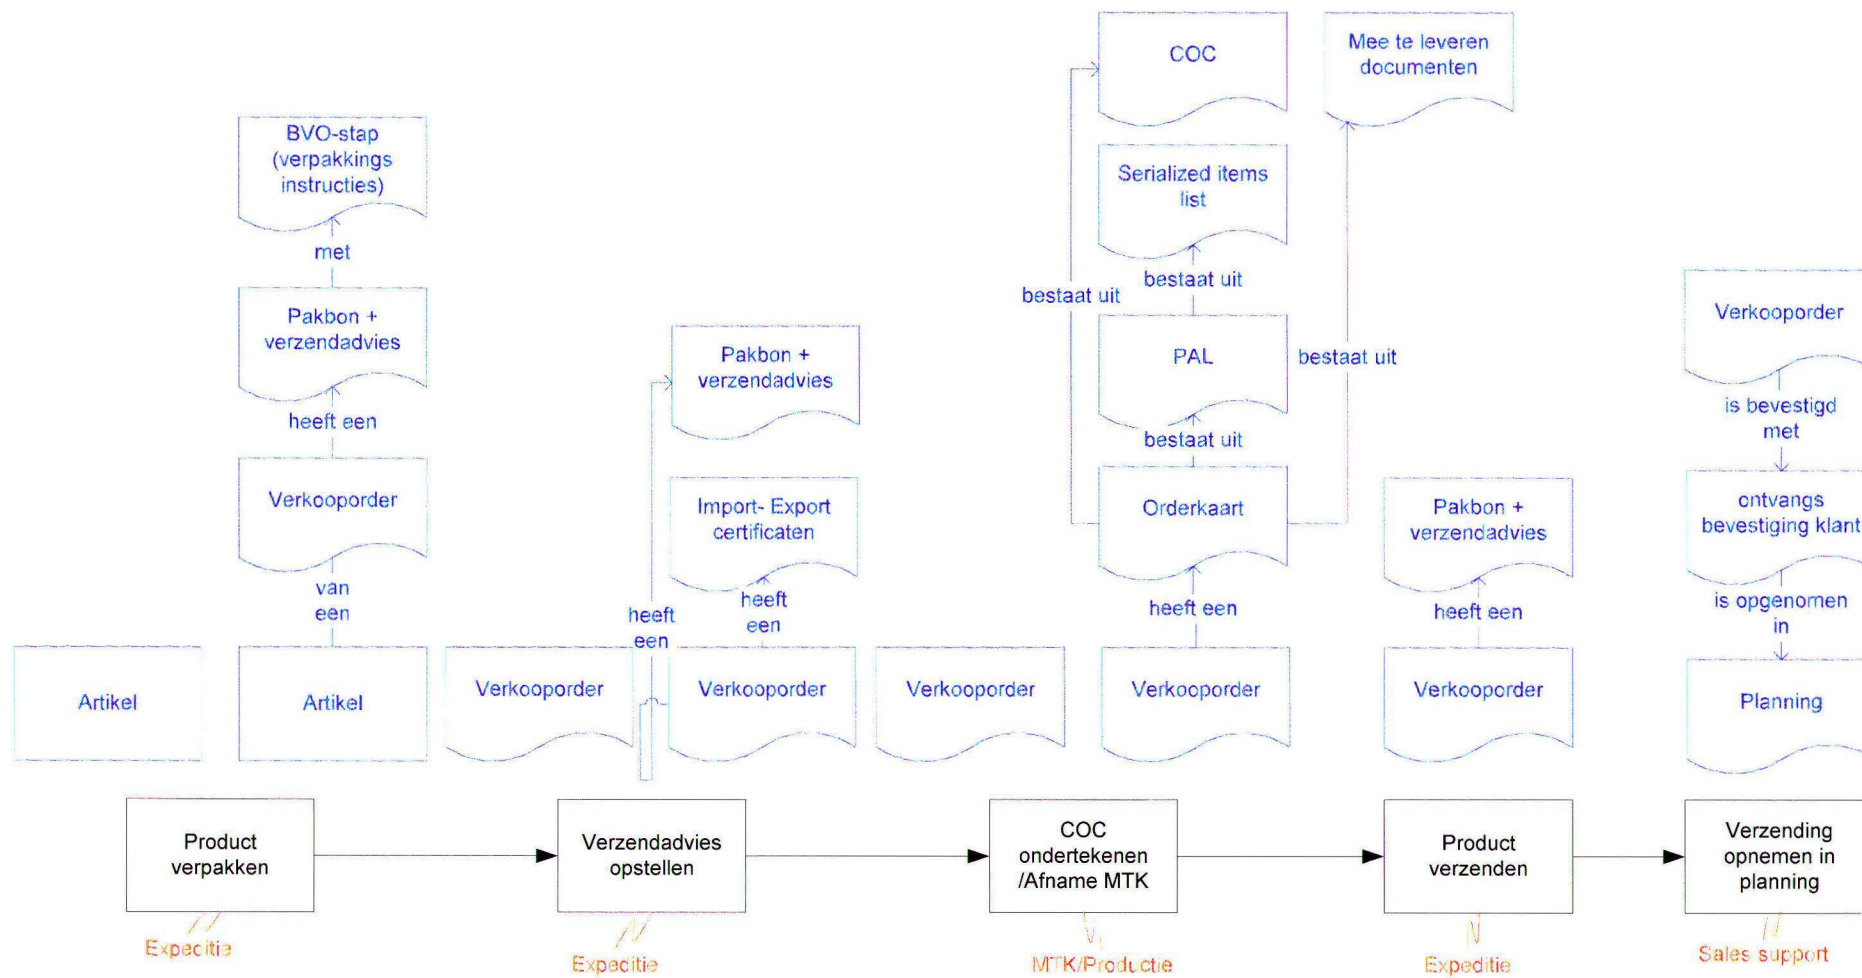 COC
Mee te leveren
documenten
BVO-stap
(verpakkings
instructies)
Serialized items
list
met
bestaat uit
bestaat uit
Pakbon +
verzendadvies
Verkooporder
Pakbon +
verzendadvies
PAL
bestaat uit
is bevestigd
met
heeft een
bestaat uit
Verkooporder
Import- Export
certificaten
Orderkaart
Pakbon +
verzendadvies
ontvangs
bevestiging klant
van
een
heeft
een
heeft
een
heeft een
heeft een
is opgenomen
in
Artikel
Artikel
Verkooporder
Verkooporder
Verkooporder
Verkooporder
Verkooporder
Planning
Product
verpakken
Verzendadvies
opstellen
COC
ondertekenen
/Afname MTK
Product
verzenden
Verzending
opnemen in
planning
Expeditie
Expeditie
MTK/Productie
Expeditie
Sales support